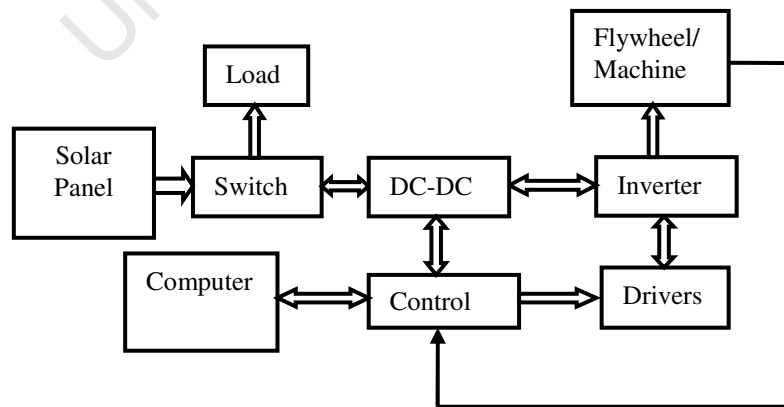 Flywheel/
Machine
Load
Solar
Panel
Switch
DC-DC
Inverter
Computer
Control
Drivers